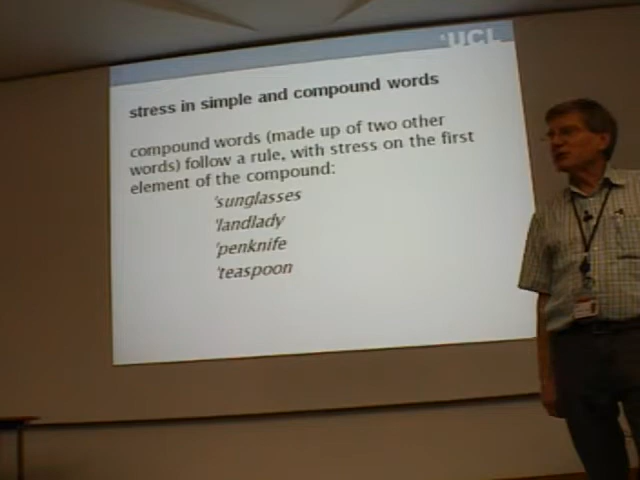 UCL
stress in simple and compound words
compound words (made up of two other
words) follow a rule, with stress on the first
element of the compound:
'sunglasses
'landlady
'penknife
'teaspoon